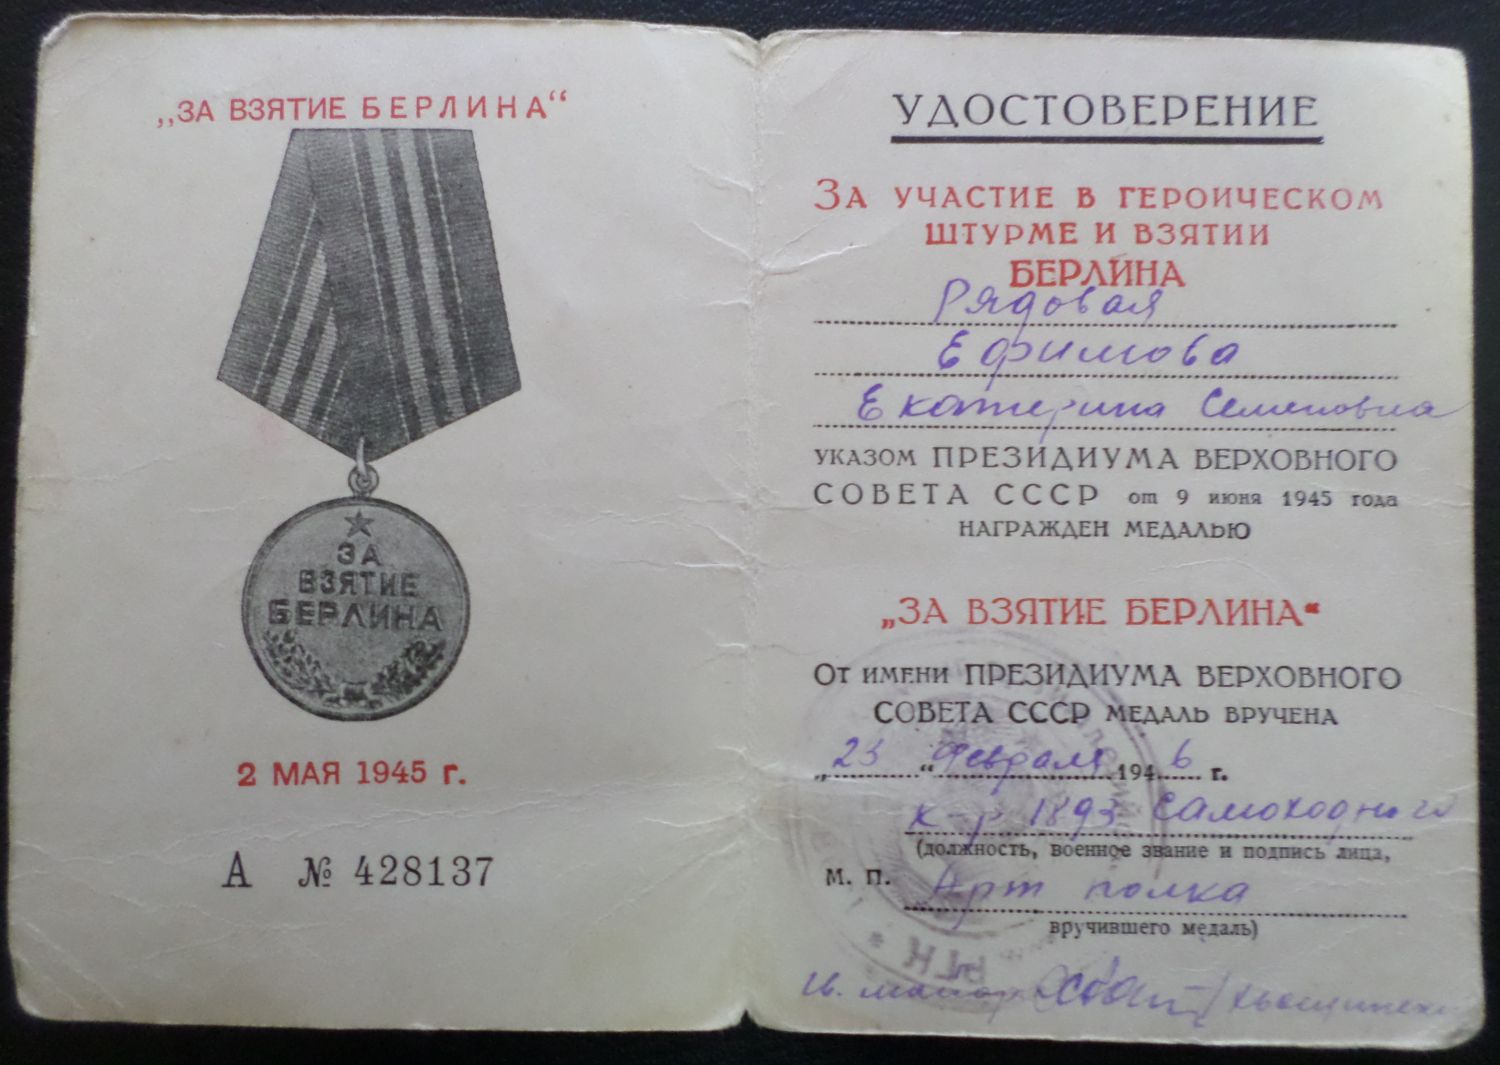 „ЗА ВЗЯТИЕ БЕРЛИНА“
ЗА
ВЗЯТИЕ
БЕРЛИНА
2 МАЯ 1945 г.
А № 428137
УДОСТОВЕРЕНИЕ
ЗА УЧАСТИЕ В ГЕРОИЧЕСКОМ
ШТУРМЕ И ВЗЯТИИ
БЕРЛИНА
Рядовая
Ефимова
Екатерина Семеновна
УКАЗОМ ПРЕЗИДИУМА ВЕРХОВНОГО
СОВЕТА СССР от 9 июня 1945 года
НАГРАЖДЕН МЕДАЛЬЮ
„ЗА ВЗЯТИЕ БЕРЛИНА“
ОТ ИМЕНИ ПРЕЗИДИУМА ВЕРХОВНОГО
СОВЕТА СССР МЕДАЛЬ ВРУЧЕНА
„23“ февраля 1946 г.
к-р 1893 Самоходного
(должность, военное звание и подпись лица,
М. П. Арт полка
вручившего медаль)
РГК *
гв. майор